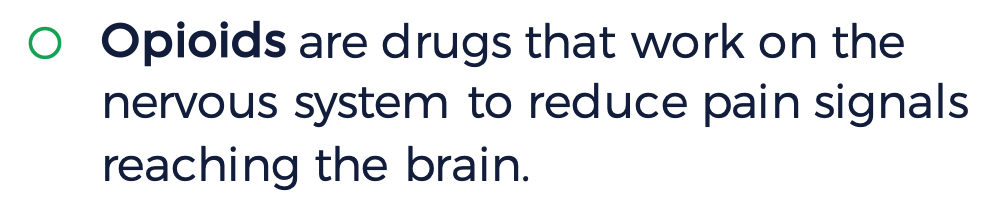 Opioids are drugs that work on the
nervous system to reduce pain signals
reaching the brain.